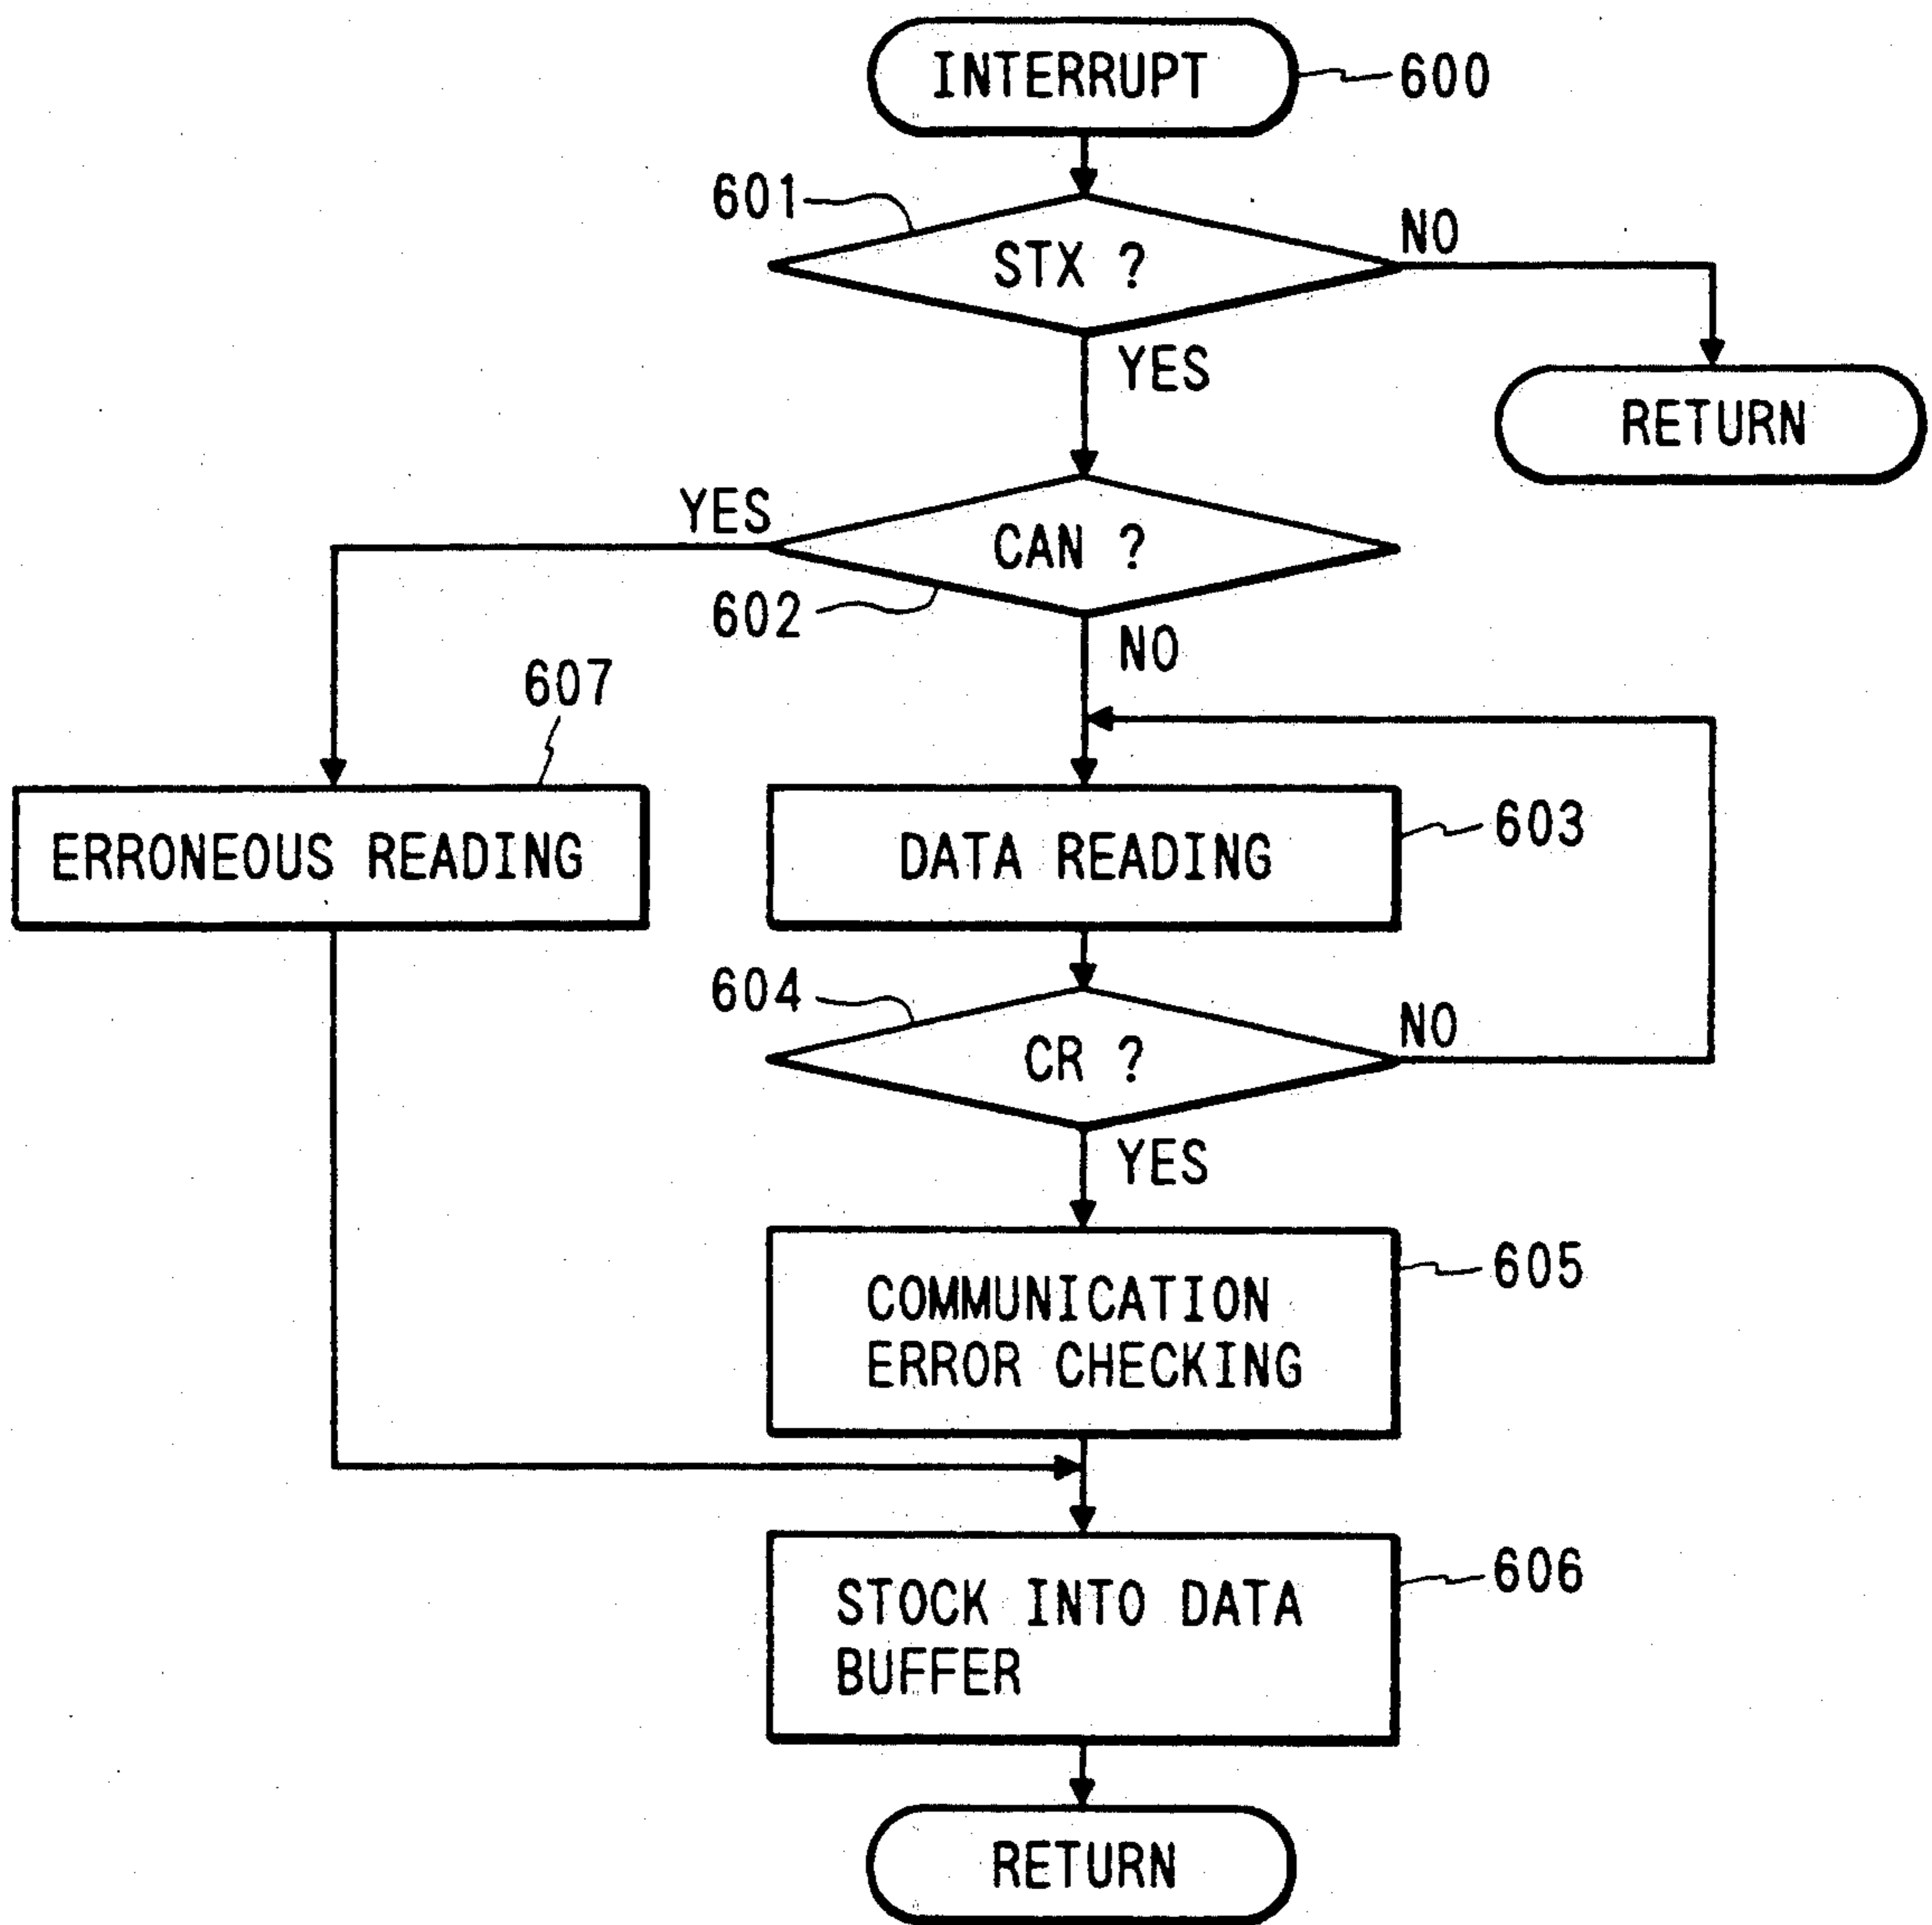 INTERRUPT
600
601
STX ?
NO
YES
RETURN
YES
CAN ?
602
NO
607
ERRONEOUS READING
DATA READING
603
604
CR ?
NO
YES
COMMUNICATION
ERROR CHECKING
605
STOCK INTO DATA
BUFFER
606
RETURN